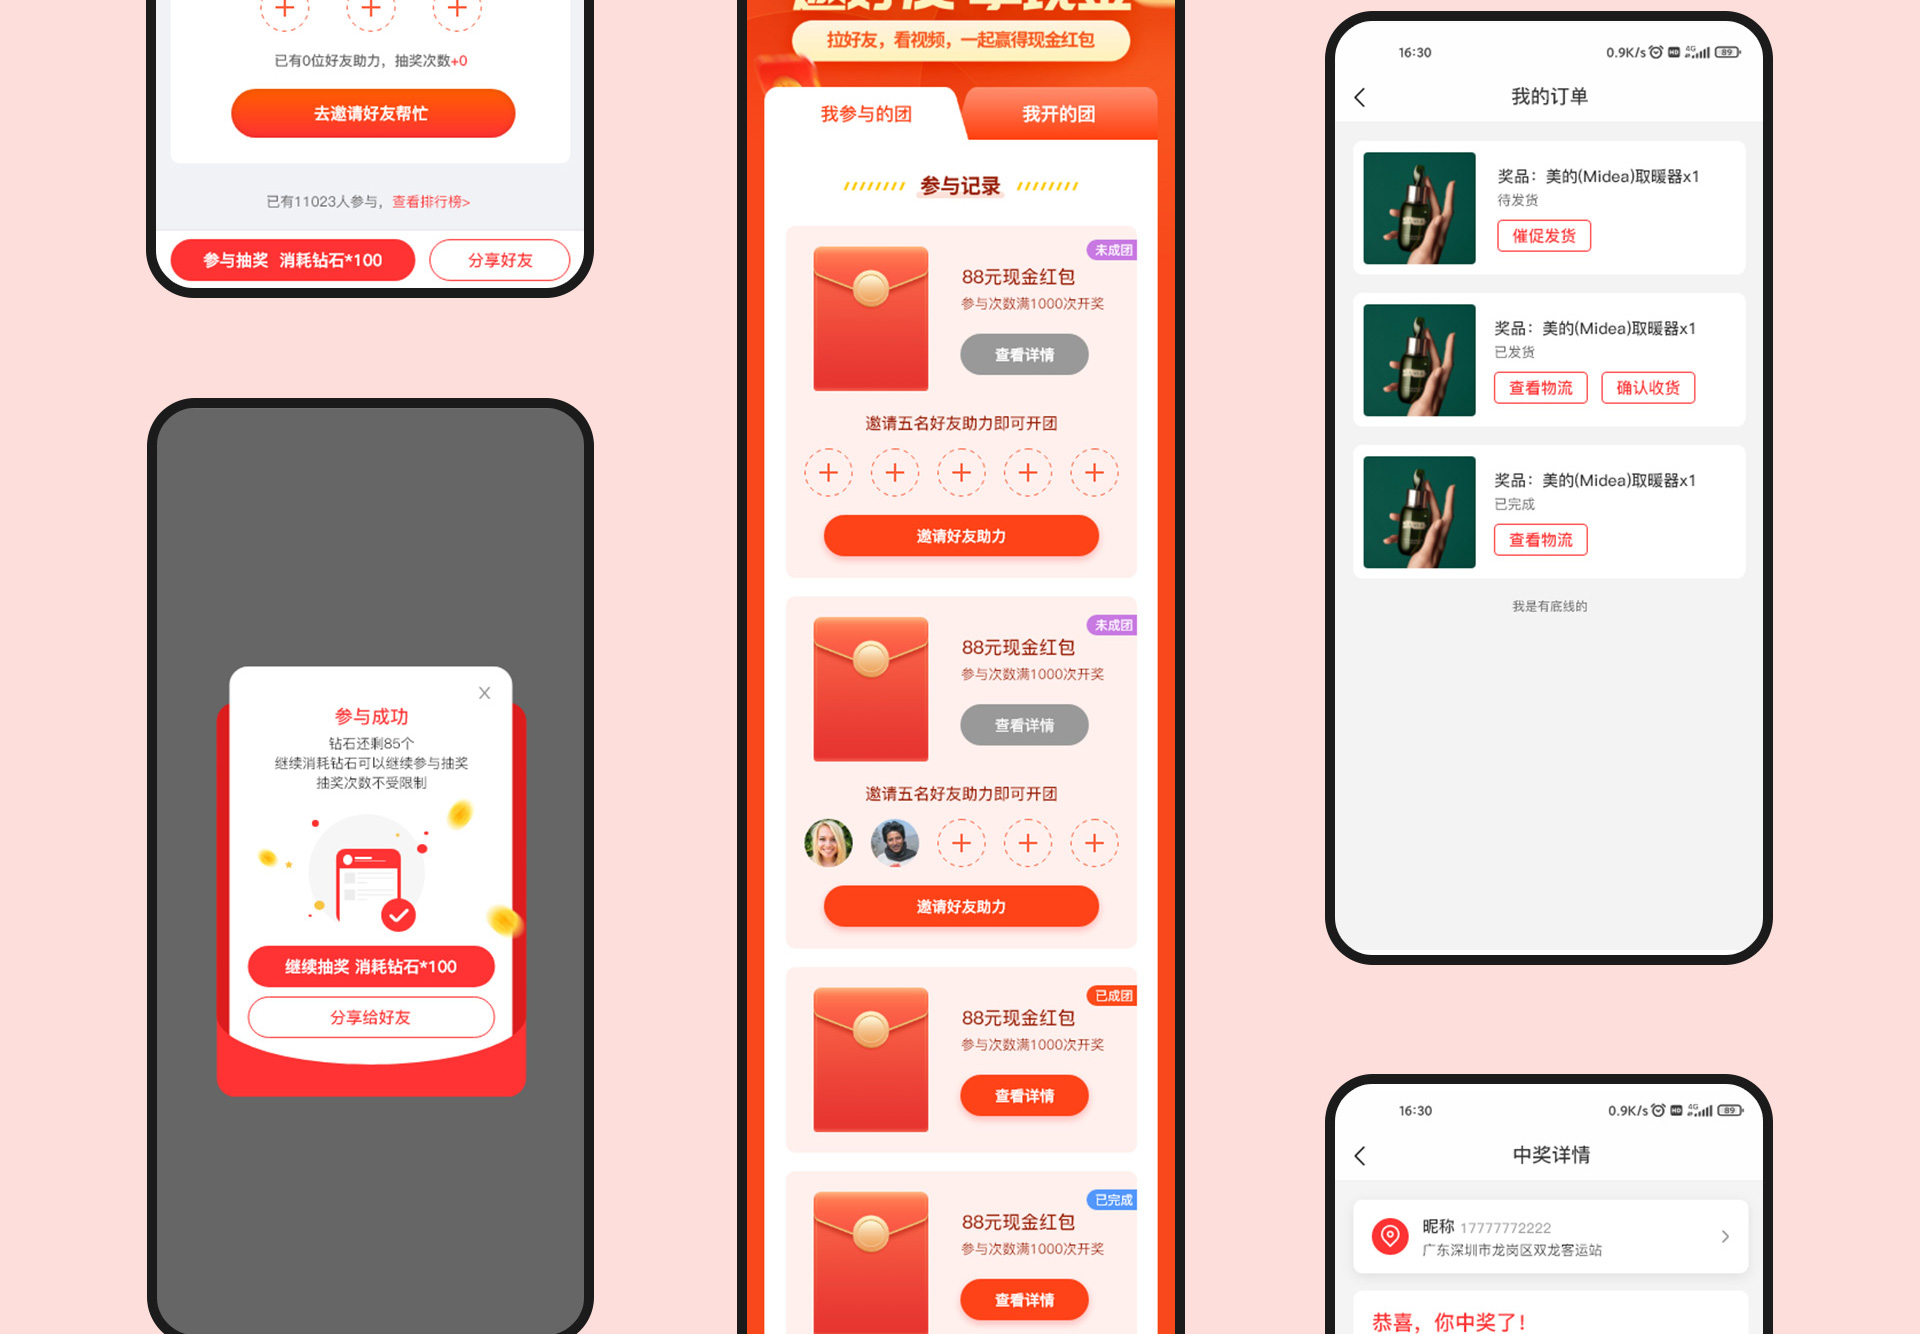 已有0位好友助力，抽奖次数+0
去邀请好友帮忙
已有11023人参与，查看排行榜>
参与抽奖 消耗钻石*100
分享好友
参与成功
钻石还剩85个
继续消耗钻石可以继续参与抽奖
抽奖次数不受限制
继续抽奖 消耗钻石*100
分享给好友
邀好友 享现金
拉好友，看视频，一起赢得现金红包
我参与的团
我开的团
参与记录
未成团
88元现金红包
参与次数满1000次开奖
查看详情
邀请五名好友助力即可开团
邀请好友助力
未成团
88元现金红包
参与次数满1000次开奖
查看详情
邀请五名好友助力即可开团
邀请好友助力
已成团
88元现金红包
参与次数满1000次开奖
查看详情
已完成
88元现金红包
参与次数满1000次开奖
查看详情
16:30
0.9K/s HD 4G 89
我的订单
奖品：美的(Midea)取暖器x1
待发货
催促发货
奖品：美的(Midea)取暖器x1
已发货
查看物流
确认收货
奖品：美的(Midea)取暖器x1
已完成
查看物流
我是有底线的
16:30
0.9K/s HD 4G 89
中奖详情
昵称 17777772222
广东深圳市龙岗区双龙客运站
恭喜，你中奖了！